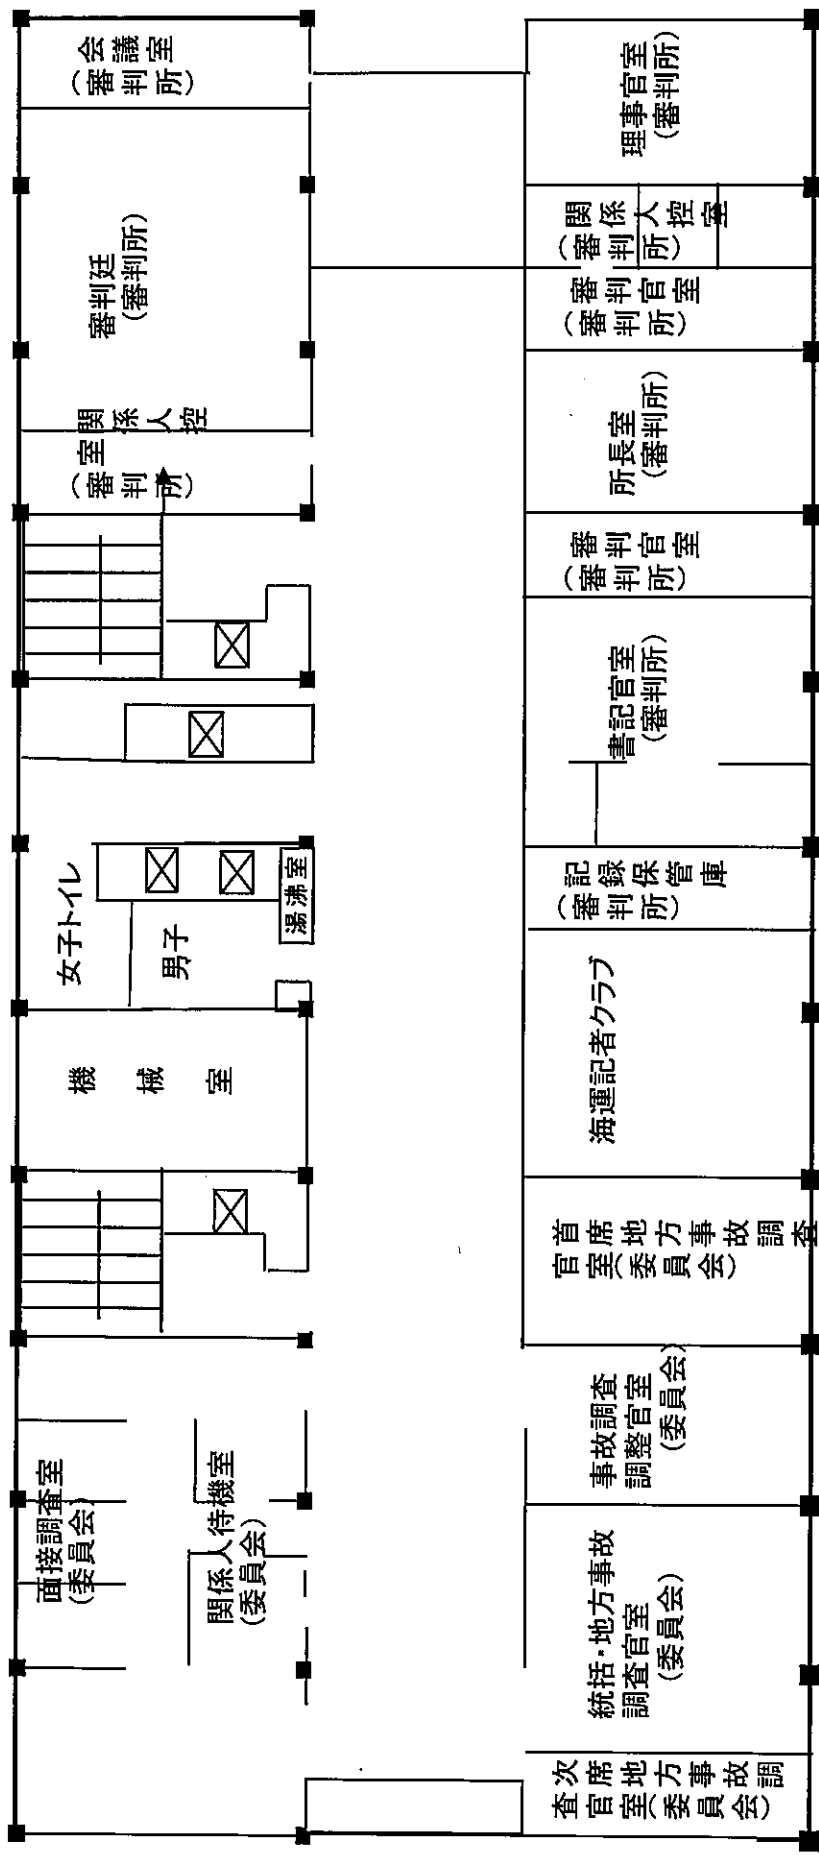 会議室
(審判所)
審判廷
(審判所)
関係人控
室
(審判所)
女子トイレ
男子
湯沸室
機械室
面接調査室
(委員会)
関係人待機室
(委員会)
理事官室
(審判所)
関係人控室
(審判所)
審判官室
(審判所)
所長室
(審判所)
審判官室
(審判所)
書記官室
(審判所)
記録保管庫
(審判所)
海運記者クラブ
首席地方事故調査
官室(委員会)
事故調査
調整官室
(委員会)
統括・地方事故
調査官室
(委員会)
次席地方事故調
査官室(委員会)